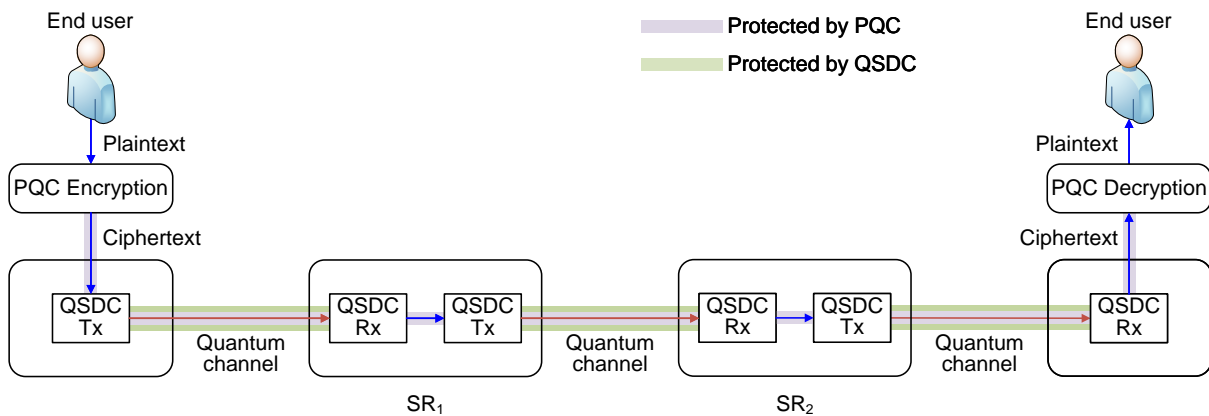 End user
Protected by PQC
Protected by QSDC
End user
Plaintext
Plaintext
PQC Encryption
PQC Decryption
Ciphertext
Ciphertext
QSDC
Tx
QSDC
Rx
QSDC
Tx
QSDC
Rx
QSDC
Tx
QSDC
Rx
Quantum
channel
Quantum
channel
Quantum
channel
SR₁
SR₂